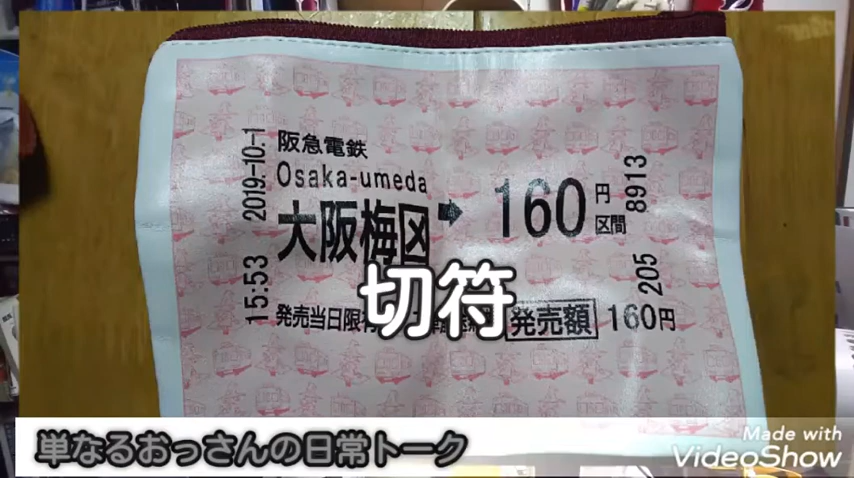 阪急電鉄
Osaka-umeda
大阪梅区 ➡ 160円区間
2019-10-1
15:53
8913
205
切符
発売当日限有
発売額 160円
単なるおっさんの日常トーク
Made with
VideoShow